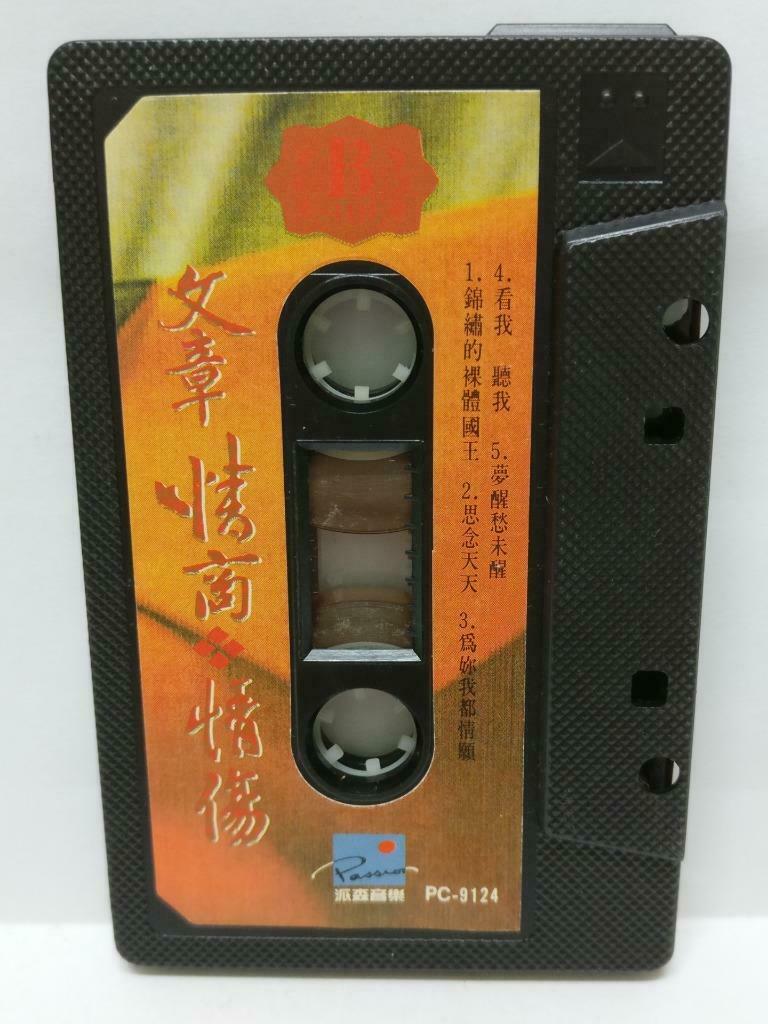 B
文章 情商 情傷
1.錦繡的裸體國王 2.思念天天 3.爲妳我都情願
4.看我 聽我 5.夢醒愁未醒
Passion
派森音樂 PC-9124